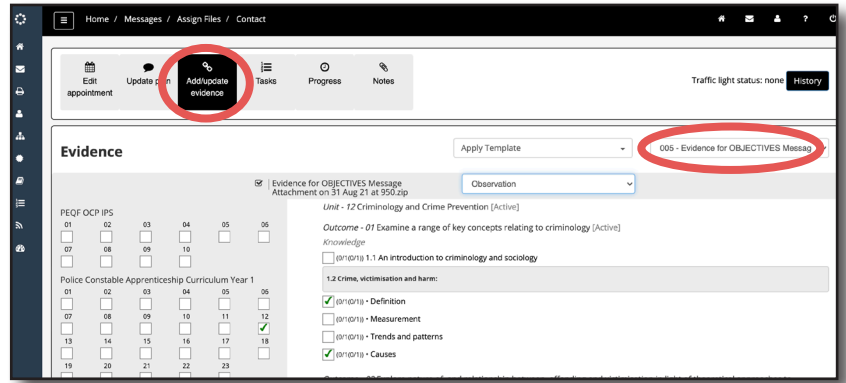 Home / Messages / Assign Files / Contact
?
Edit appointment
Update
Add/update evidence
Tasks
Progress
Notes
Traffic light status: none
History
Evidence
Apply Template
005 - Evidence for OBJECTIVES Messag
Evidence for OBJECTIVES Message
Attachment on 31 Aug 21 at 950.zip
Observation
PEQF OCP IPS
01 02 03 04 05 06
07 08 09 10
Police Constable Apprenticeship Curriculum Year 1
01 02 03 04 05 06
07 08 09 10 11 12
13 14 15 16 17 18
19 20 21 22 23
Unit - 12 Criminology and Crime Prevention [Active]
Outcome - 01 Examine a range of key concepts relating to criminology [Active]
Knowledge
(0/1(0/1)) 1.1 An introduction to criminology and sociology
1.2 Crime, victimisation and harm:
(0/1(0/1)) • Definition
(0/1(0/1)) • Measurement
(0/1(0/1)) • Trends and patterns
(0/1(0/1)) • Causes